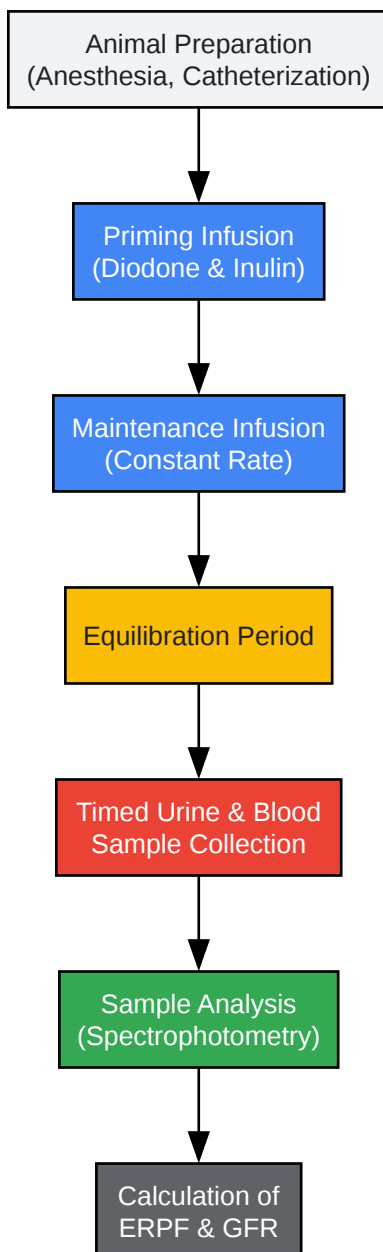 Animal Preparation
(Anesthesia, Catheterization)
Priming Infusion
(Diodone & Inulin)
Maintenance Infusion
(Constant Rate)
Equilibration Period
Timed Urine & Blood
Sample Collection
Sample Analysis
(Spectrophotometry)
Calculation of
ERPF & GFR